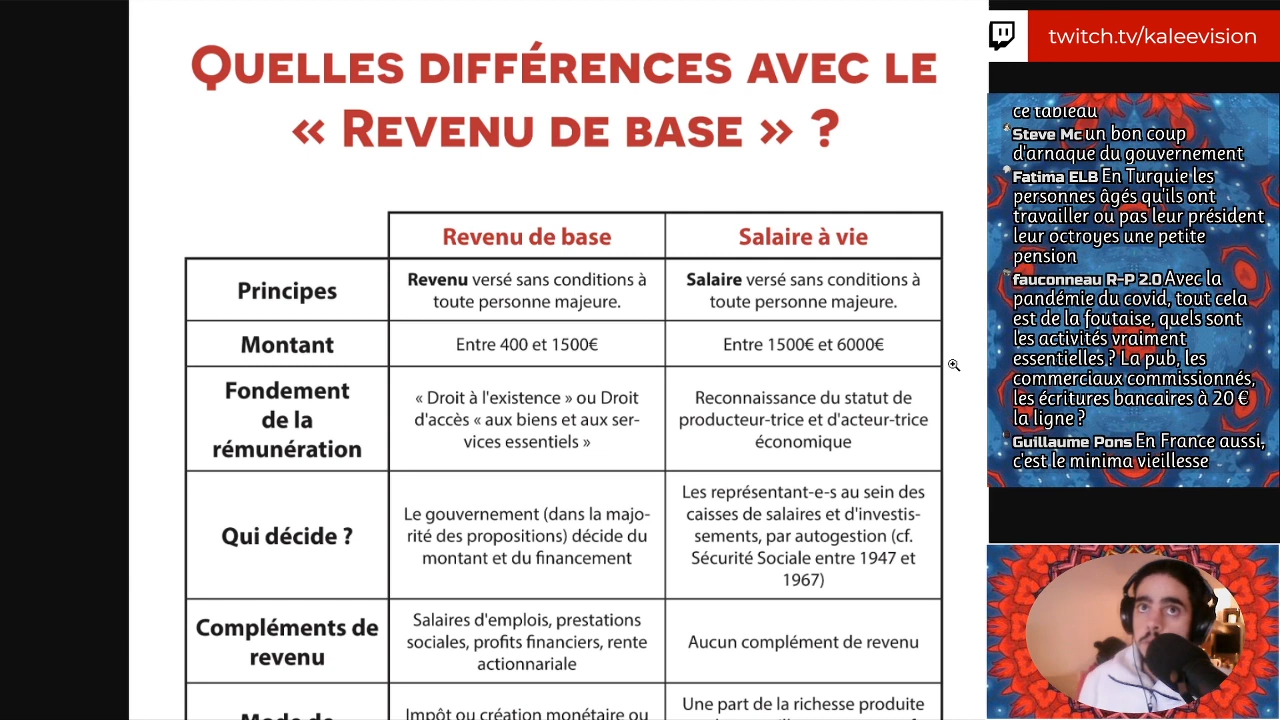 QUELLES DIFFÉRENCES AVEC LE
« REVENU DE BASE » ?
Revenu de base
Salaire à vie
Principes
Revenu versé sans conditions à
toute personne majeure.
Salaire versé sans conditions à
toute personne majeure.
Montant
Entre 400 et 1500€
Entre 1500€ et 6000€
Fondement
de la
rémunération
« Droit à l'existence » ou Droit
d'accès « aux biens et aux ser-
vices essentiels »
Reconnaissance du statut de
producteur-trice et d'acteur-trice
économique
Qui décide ?
Le gouvernement (dans la majo-
rité des propositions) décide du
montant et du financement
Les représentant-e-s au sein des
caisses de salaires et d'investis-
sements, par autogestion (cf.
Sécurité Sociale entre 1947 et
1967)
Compléments de
revenu
Salaires d'emplois, prestations
sociales, profits financiers, rente
actionnariale
Aucun complément de revenu
Mode de
Impôt ou création monétaire ou
Une part de la richesse produite
twitch.tv/kaleevision
ce tableau
Steve Mc un bon coup
d'arnaque du gouvernement
Fatima ELB En Turquie les
personnes âgés qu'ils ont
travailler ou pas leur président
leur octroyes une petite
pension
fauconneau R-P 2.0 Avec la
pandémie du covid, tout cela
est de la foutaise, quels sont
les activités vraiment
essentielles ? La pub, les
commerciaux commissionnés,
les écritures bancaires à 20 €
la ligne ?
Guillaume Pons En France aussi,
c'est le minima vieillesse